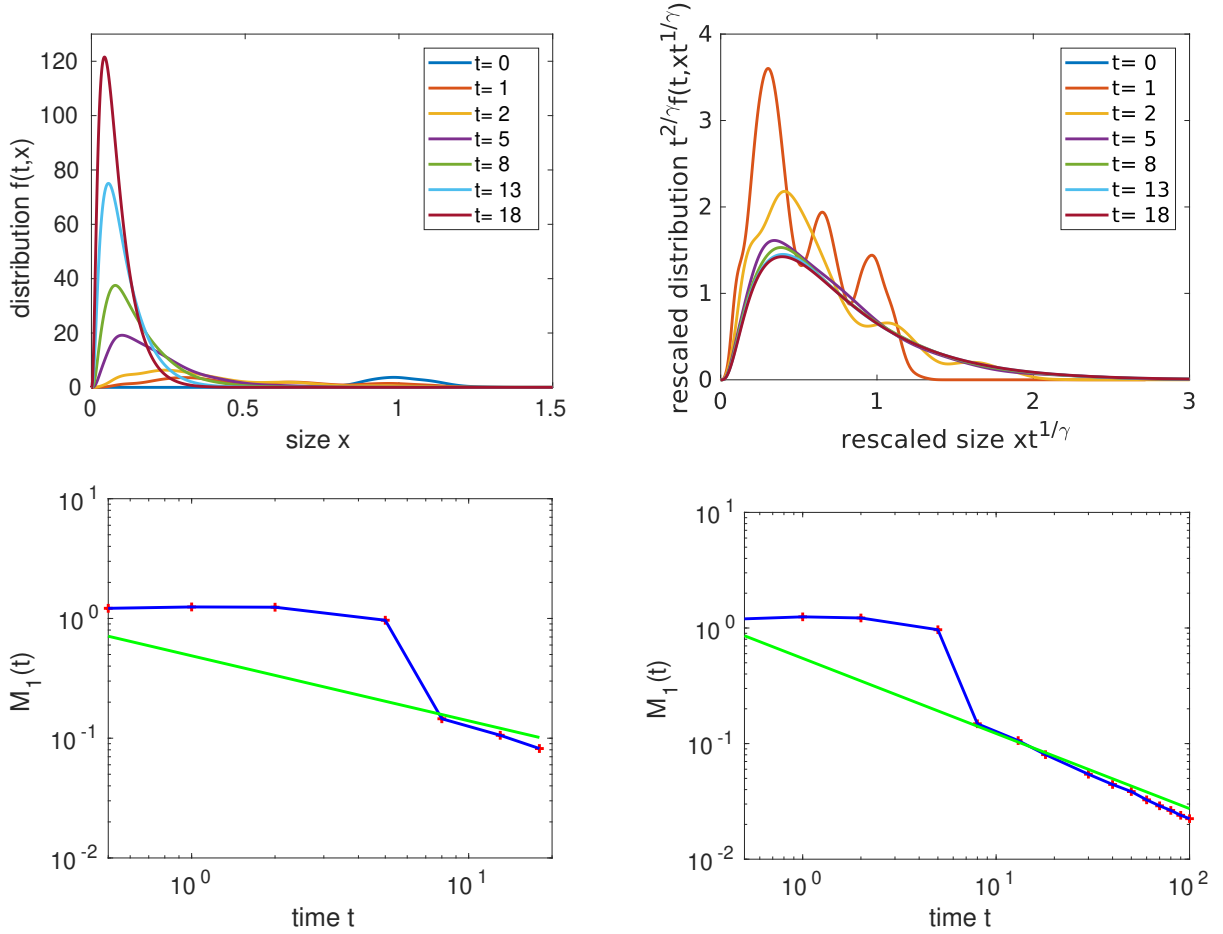 distribution f(t,x)
120
100
80
60
40
20
0
0
0.5
1
1.5
size x
t= 0
t= 1
t= 2
t= 5
t= 8
t= 13
t= 18
rescaled distribution t^{2/γ}f(t,xt^{1/γ})
4
3
2
1
0
0
1
2
3
rescaled size xt^{1/γ}
t= 0
t= 1
t= 2
t= 5
t= 8
t= 13
t= 18
M_1(t)
10^1
10^0
10^{-1}
10^{-2}
10^0
10^1
time t
M_1(t)
10^1
10^0
10^{-1}
10^{-2}
10^0
10^1
10^2
time t